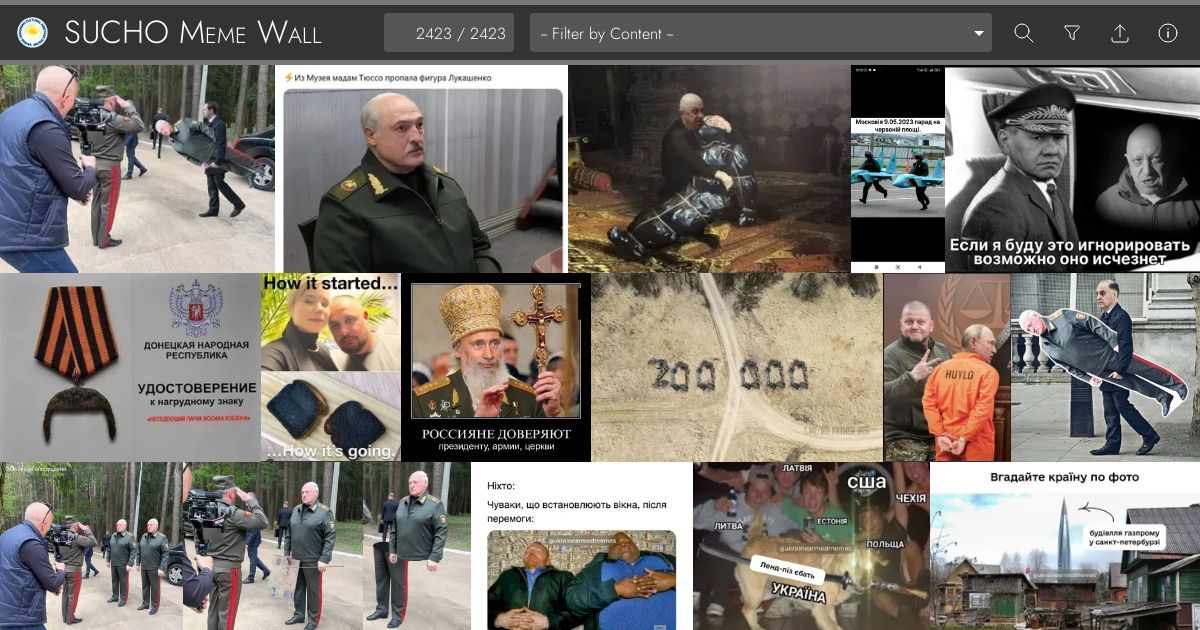 SUCHO Meme Wall
2423 / 2423
– Filter by Content –
⚡Из Музея мадам Тюссо пропала фигура Лукашенко
Московія 9.05.2023 парад на
червоній площі.
Если я буду это игнорировать
возможно оно исчезнет
ДОНЕЦКАЯ НАРОДНАЯ
РЕСПУБЛИКА
УДОСТОВЕРЕНИЕ
к нагрудному знаку
«НЕСЕДЕЮЩИЙ ПАРИК ИОСИФА КОБЗОНА»
How it started...
...How it's going.
РОССИЯНЕ ДОВЕРЯЮТ
президенту, армии, церкви
200 000
HUYLO
Ніхто:
Чуваки, що встановлюють вікна, після
перемоги:
@ukrainearmedmemes
ЛАТВІЯ
сша
ЧЕХІЯ
ЛИТВА
ЕСТОНІЯ
ПОЛЬЩА
@ukrainearmedmemes
Ленд-ліз єбать
УКРАЇНА
Вгадайте країну по фото
будівля газпрому
у санкт-петербурзі
@ukrainearmedmemes